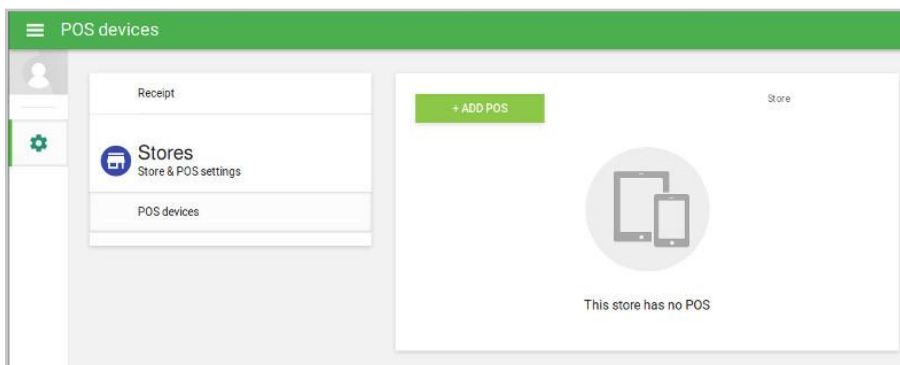 POS devices
Receipt
Stores
Store & POS settings
POS devices
+ ADD POS
Store
This store has no POS